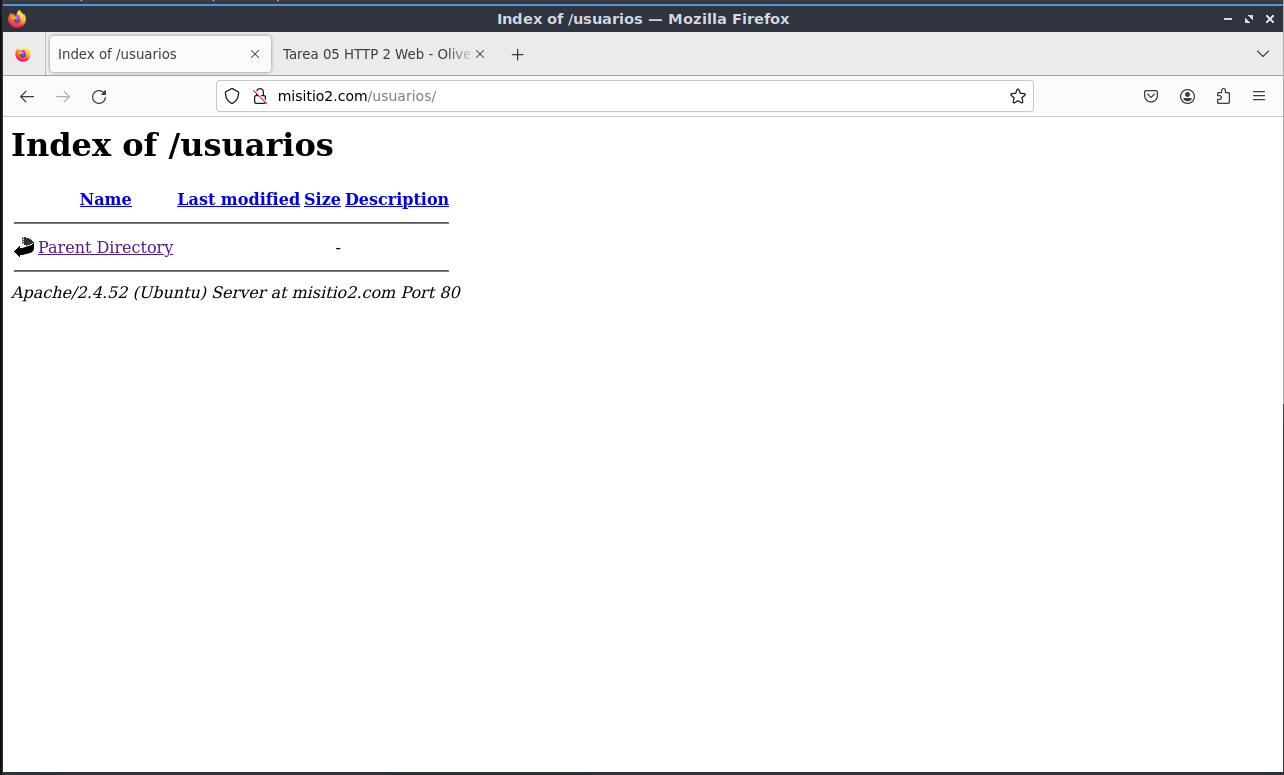 Index of /usuarios — Mozilla Firefox
Index of /usuarios
Tarea 05 HTTP 2 Web - Olive
misitio2.com/usuarios/
Index of /usuarios
Name Last modified Size Description
Parent Directory -
Apache/2.4.52 (Ubuntu) Server at misitio2.com Port 80